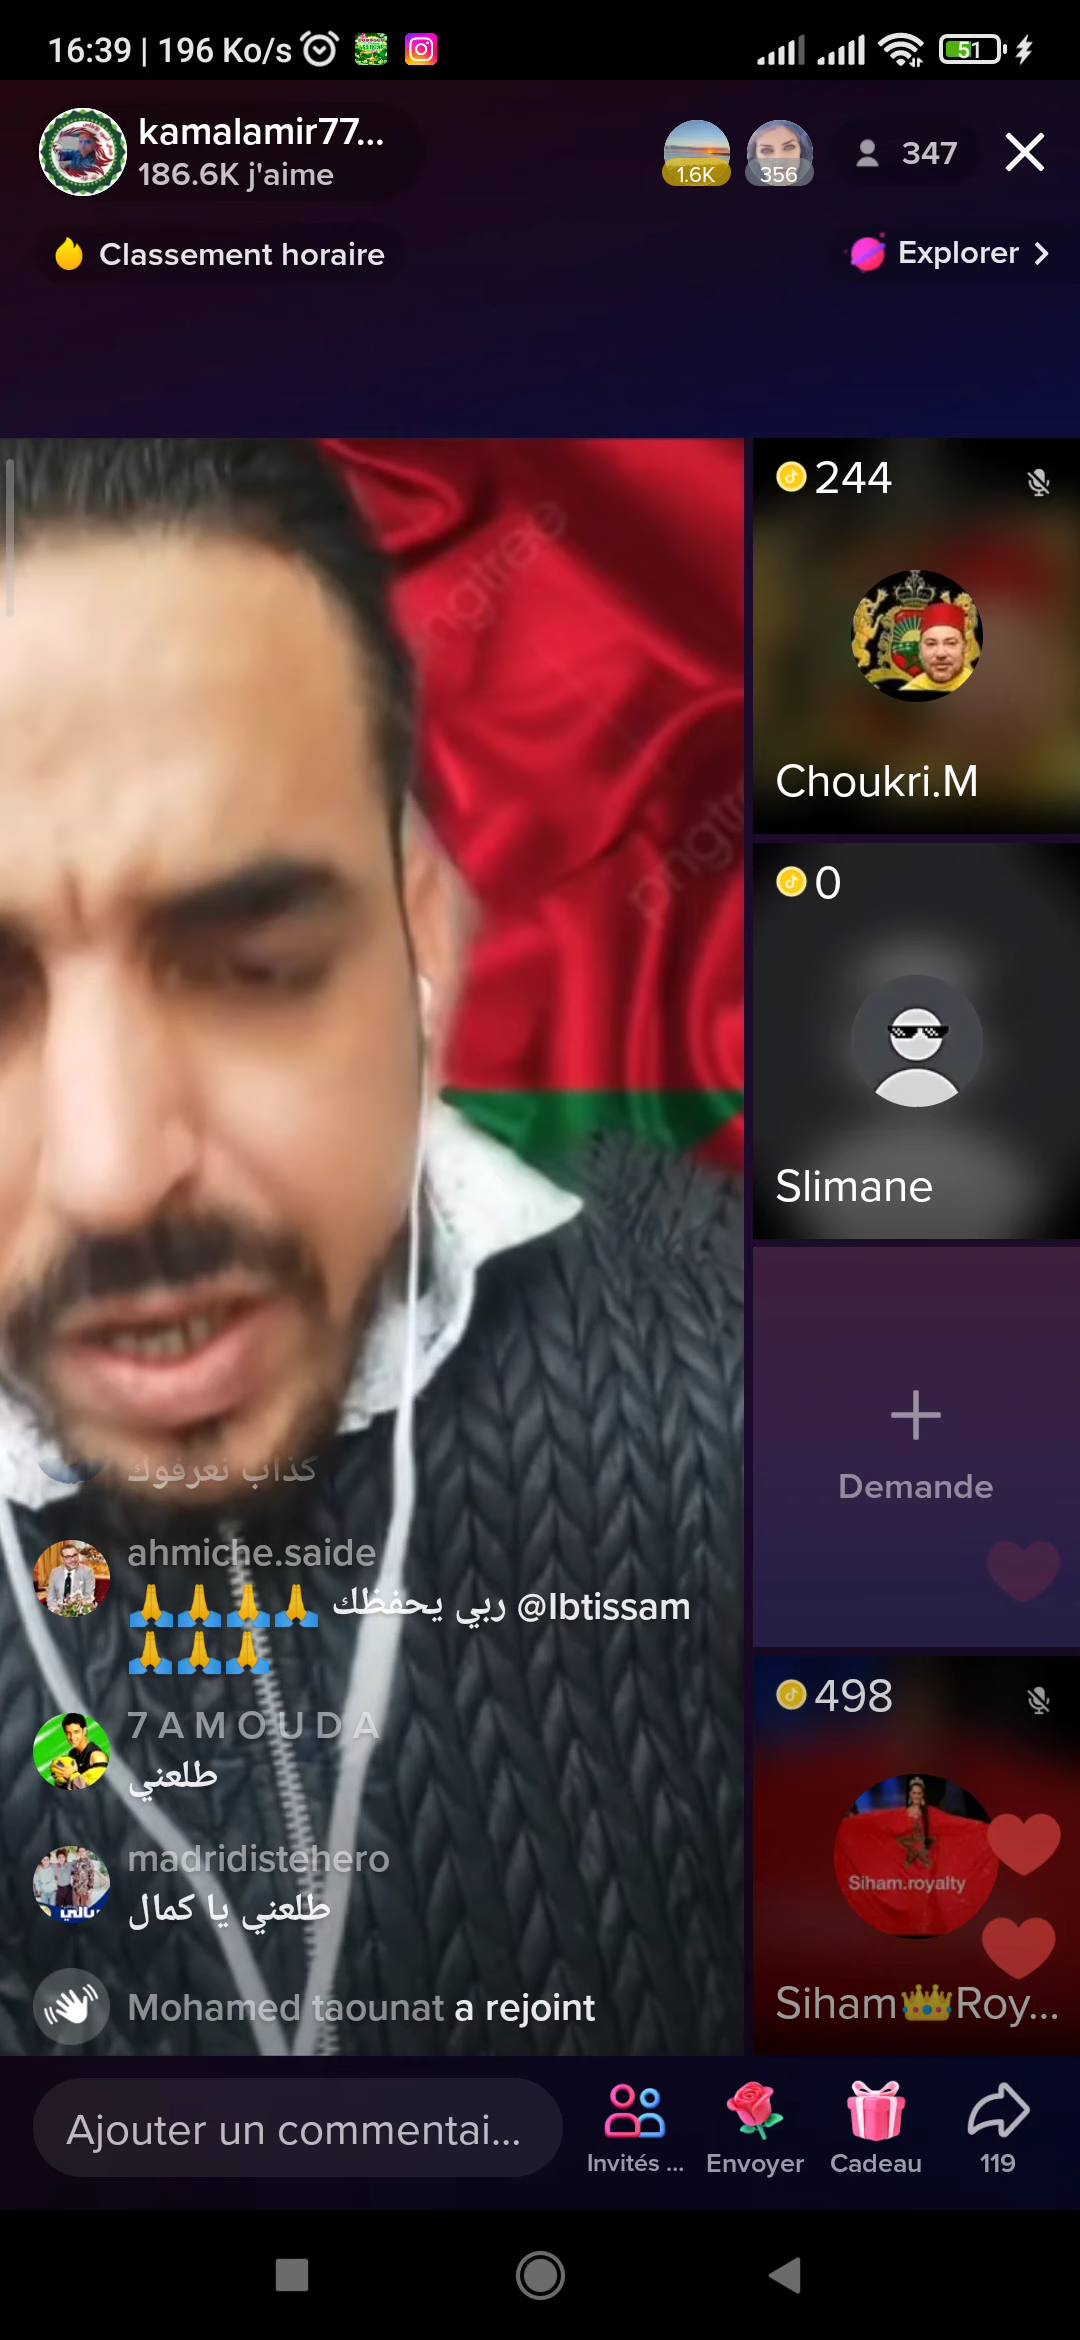 16:39 | 196 Ko/s
51
kamalamir77...
186.6K j'aime
1.6K
356
347
Classement horaire
Explorer
pngtree
244
Choukri.M
0
Slimane
Demande
498
Siham.royalty
Siham👑Roy...
كذاب نعرفوك
ahmiche.saide
@Ibtissam ربي يحفظك 🙏🙏🙏🙏
🙏🙏🙏
7 A M O U D A
طلعني
madridistehero
طلعني يا كمال
Mohamed taounat a rejoint
Ajouter un commentai...
Invités ...
Envoyer
Cadeau
119